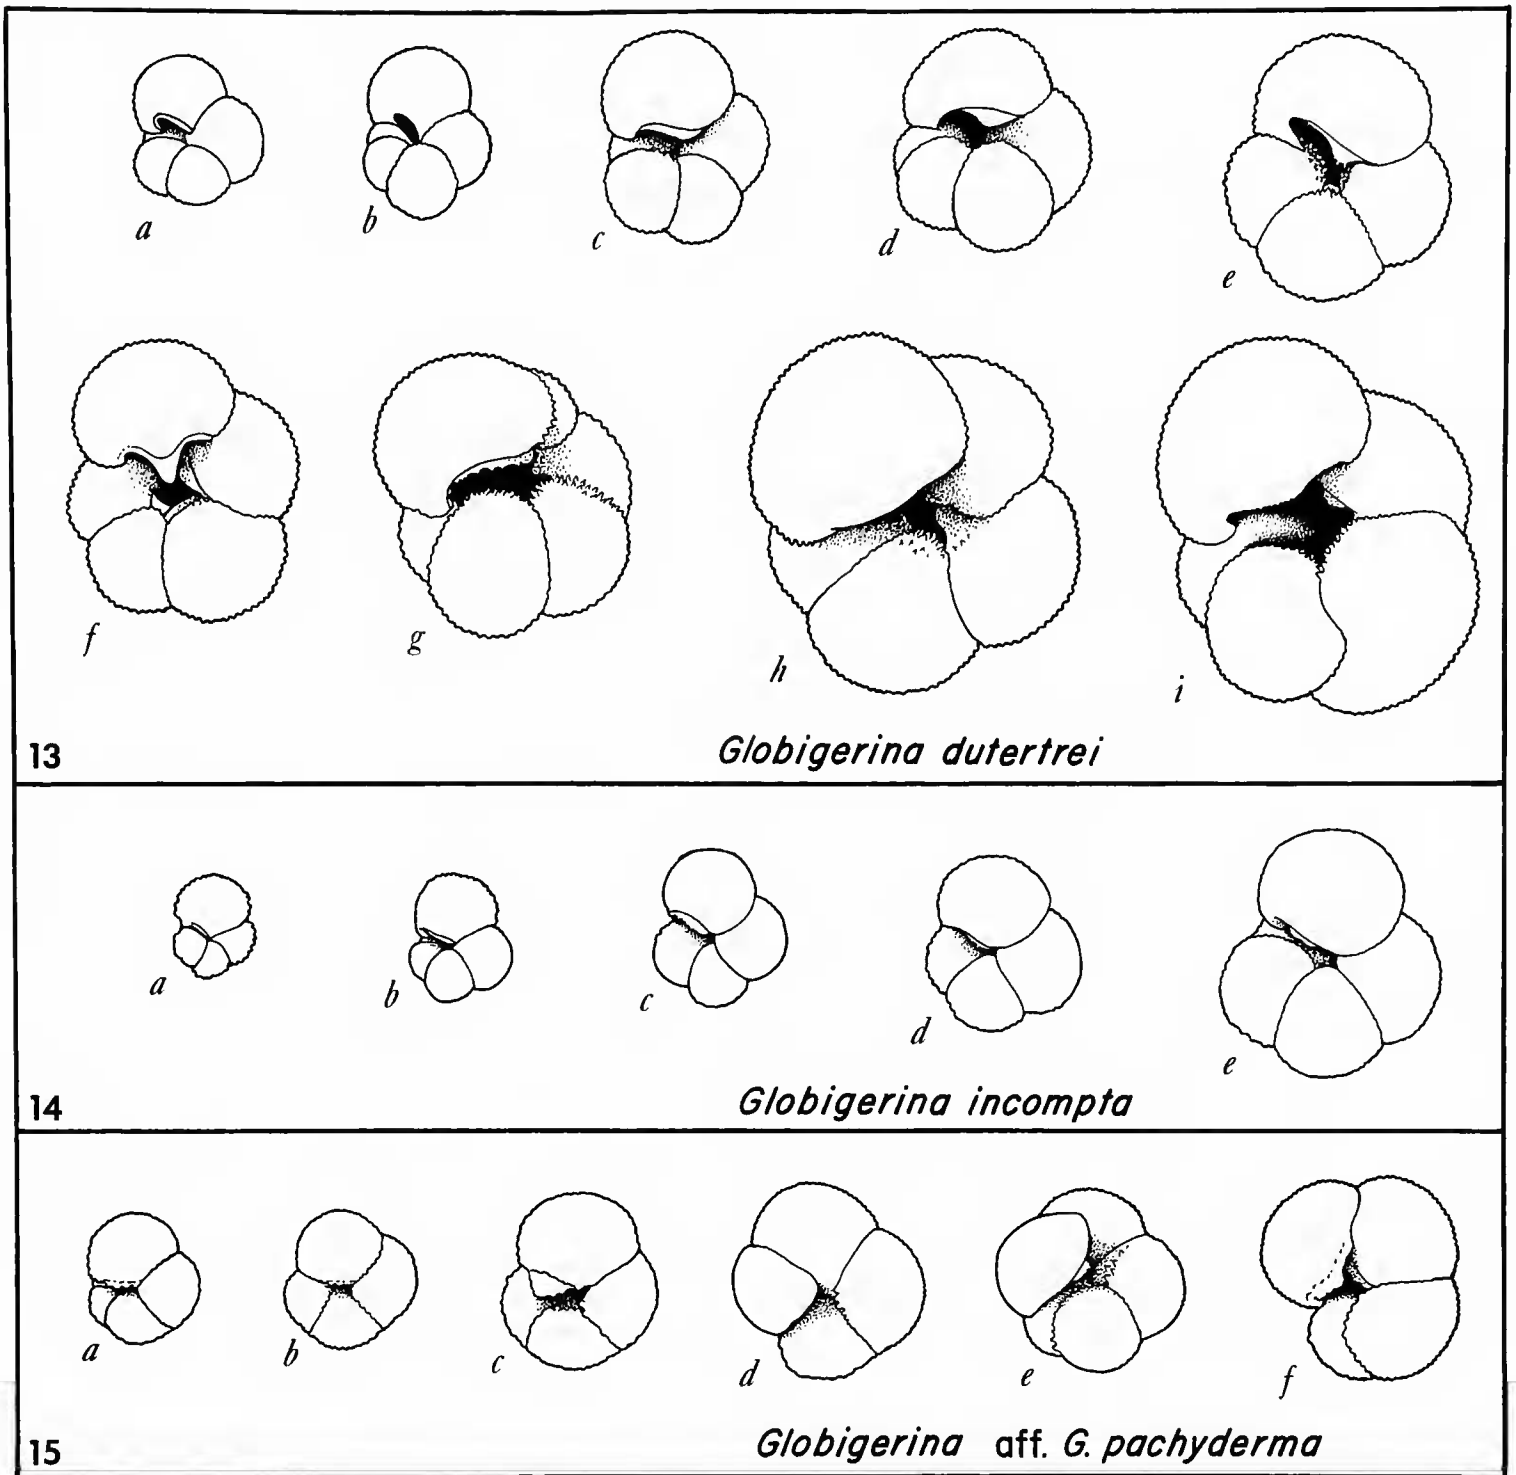 a b c d e
f g h i
13 Globigerina dutertrei
a b c d e
14 Globigerina incompta
a b c d e f
15 Globigerina aff. G. pachyderma